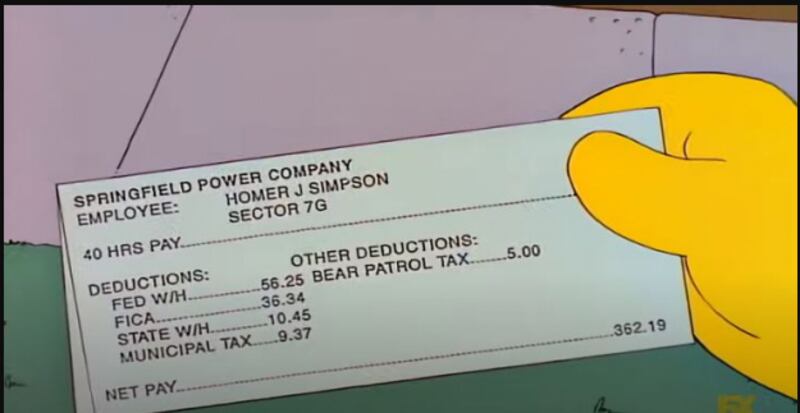 SPRINGFIELD POWER COMPANY
EMPLOYEE: HOMER J SIMPSON
SECTOR 7G
40 HRS PAY
DEDUCTIONS: OTHER DEDUCTIONS:
FED W/H 56.25 BEAR PATROL TAX 5.00
FICA 36.34
STATE W/H 10.45
MUNICIPAL TAX 9.37
NET PAY 362.19